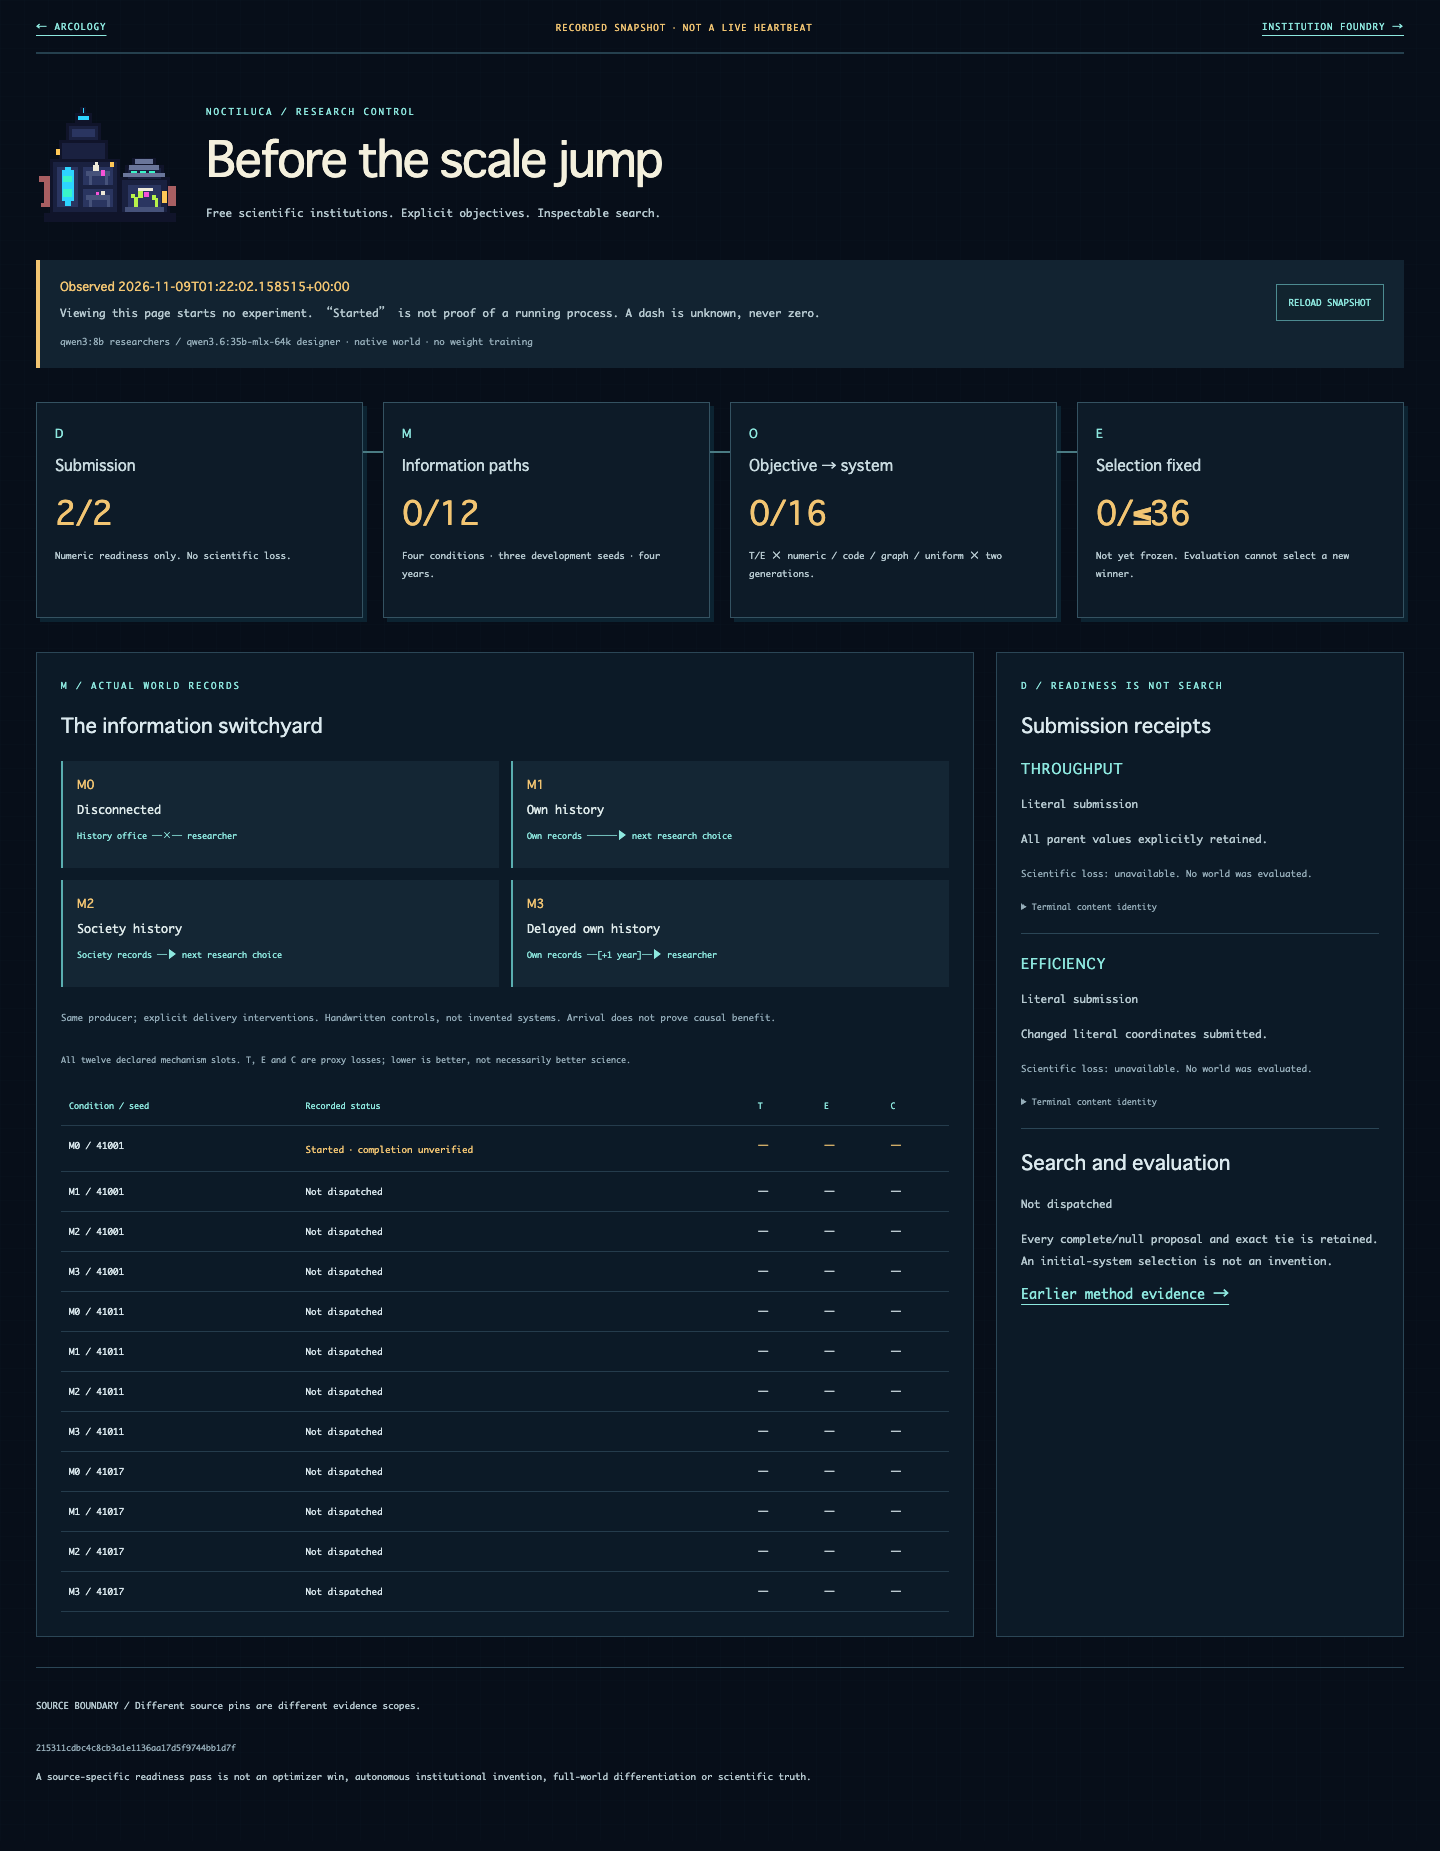 ← ARCOLOGY
RECORDED SNAPSHOT · NOT A LIVE HEARTBEAT
INSTITUTION FOUNDRY →
NOCTILUCA / RESEARCH CONTROL
Before the scale jump
Free scientific institutions. Explicit objectives. Inspectable search.
Observed 2026-11-09T01:22:02.158515+00:00
Viewing this page starts no experiment. “Started” is not proof of a running process. A dash is unknown, never zero.
qwen3:8b researchers / qwen3.6:35b-mlx-64k designer · native world · no weight training
RELOAD SNAPSHOT
D
Submission
2/2
Numeric readiness only. No scientific loss.
M
Information paths
0/12
Four conditions · three development seeds · four
years.
O
Objective → system
0/16
T/E × numeric / code / graph / uniform × two
generations.
E
Selection fixed
0/≤36
Not yet frozen. Evaluation cannot select a new
winner.
M / ACTUAL WORLD RECORDS
The information switchyard
M0
Disconnected
History office —×— researcher
M1
Own history
Own records ———▶ next research choice
M2
Society history
Society records —▶ next research choice
M3
Delayed own history
Own records —[+1 year]—▶ researcher
Same producer; explicit delivery interventions. Handwritten controls, not invented systems. Arrival does not prove causal benefit.
All twelve declared mechanism slots. T, E and C are proxy losses; lower is better, not necessarily better science.
Condition / seed Recorded status T E C
M0 / 41001 Started · completion unverified — — —
M1 / 41001 Not dispatched — — —
M2 / 41001 Not dispatched — — —
M3 / 41001 Not dispatched — — —
M0 / 41011 Not dispatched — — —
M1 / 41011 Not dispatched — — —
M2 / 41011 Not dispatched — — —
M3 / 41011 Not dispatched — — —
M0 / 41017 Not dispatched — — —
M1 / 41017 Not dispatched — — —
M2 / 41017 Not dispatched — — —
M3 / 41017 Not dispatched — — —
D / READINESS IS NOT SEARCH
Submission receipts
THROUGHPUT
Literal submission
All parent values explicitly retained.
Scientific loss: unavailable. No world was evaluated.
▶ Terminal content identity
EFFICIENCY
Literal submission
Changed literal coordinates submitted.
Scientific loss: unavailable. No world was evaluated.
▶ Terminal content identity
Search and evaluation
Not dispatched
Every complete/null proposal and exact tie is retained.
An initial-system selection is not an invention.
Earlier method evidence →
SOURCE BOUNDARY / Different source pins are different evidence scopes.
215311cdbc4c8cb3a1e1136aa17d5f9744bb1d7f
A source-specific readiness pass is not an optimizer win, autonomous institutional invention, full-world differentiation or scientific truth.